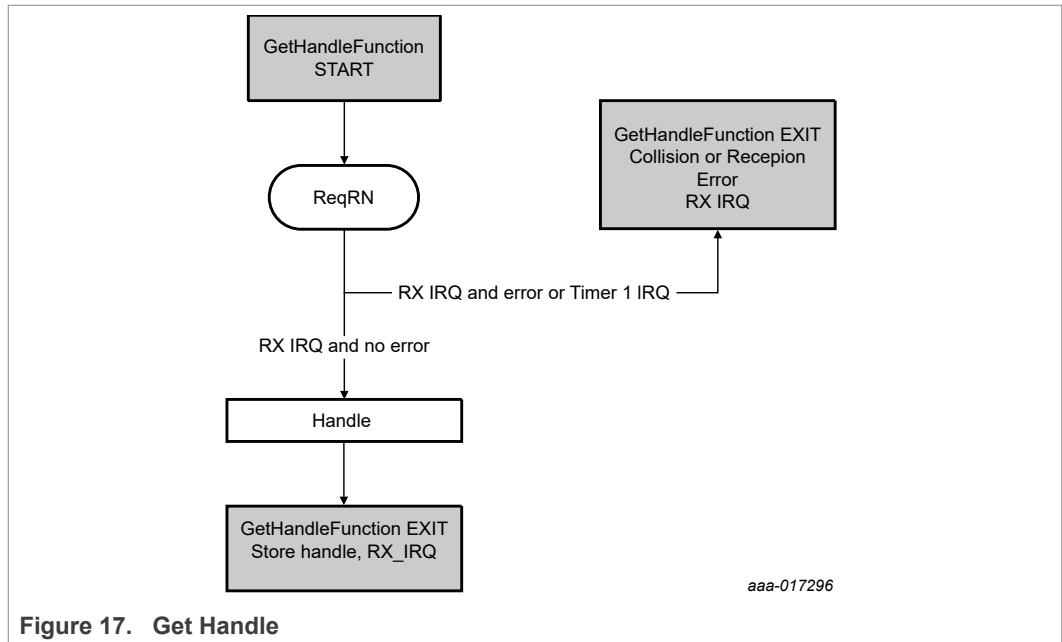 GetHandleFunction
START
GetHandleFunction EXIT
Collision or Recepion
Error
RX IRQ
ReqRN
RX IRQ and error or Timer 1 IRQ
RX IRQ and no error
Handle
GetHandleFunction EXIT
Store handle, RX_IRQ
aaa-017296
Figure 17. Get Handle